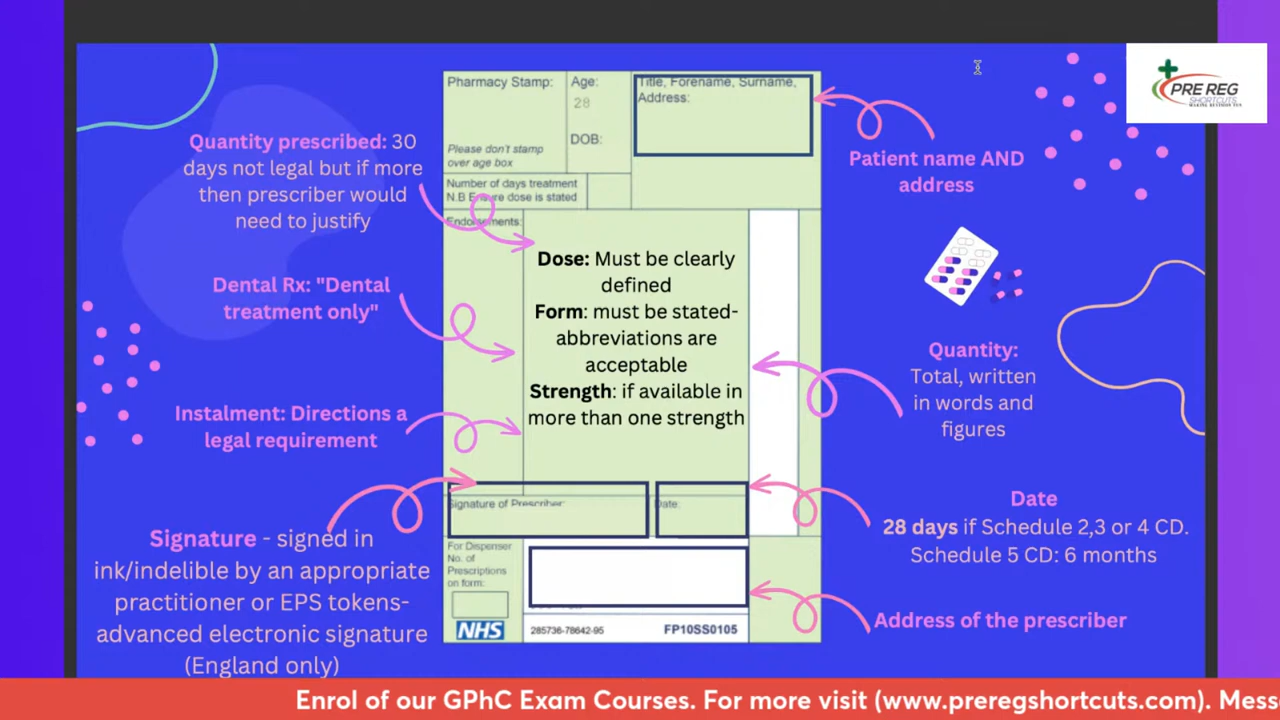 PRE REG
SHORTCUTS
Pharmacy Stamp:
Age:
28
DOB:
Title, Forename, Surname,
Address:
Please don't stamp
over age box
Number of days treatment
N.B Ensure dose is stated
Endorsements:
Quantity prescribed: 30
days not legal but if more
then prescriber would
need to justify
Patient name AND
address
Dental Rx: "Dental
treatment only"
Dose: Must be clearly
defined
Form: must be stated-
abbreviations are
acceptable
Strength: if available in
more than one strength
Quantity:
Total, written
in words and
figures
Instalment: Directions a
legal requirement
Signature of Prescriber:
Date:
Signature - signed in
ink/indelible by an appropriate
practitioner or EPS tokens-
advanced electronic signature
(England only)
Date
28 days if Schedule 2,3 or 4 CD.
Schedule 5 CD: 6 months
For Dispenser
No. of
Prescriptions
on form:
Address of the prescriber
NHS
285736-78642-95
FP10SS0105
Enrol of our GPhC Exam Courses. For more visit (www.preregshortcuts.com). Mess